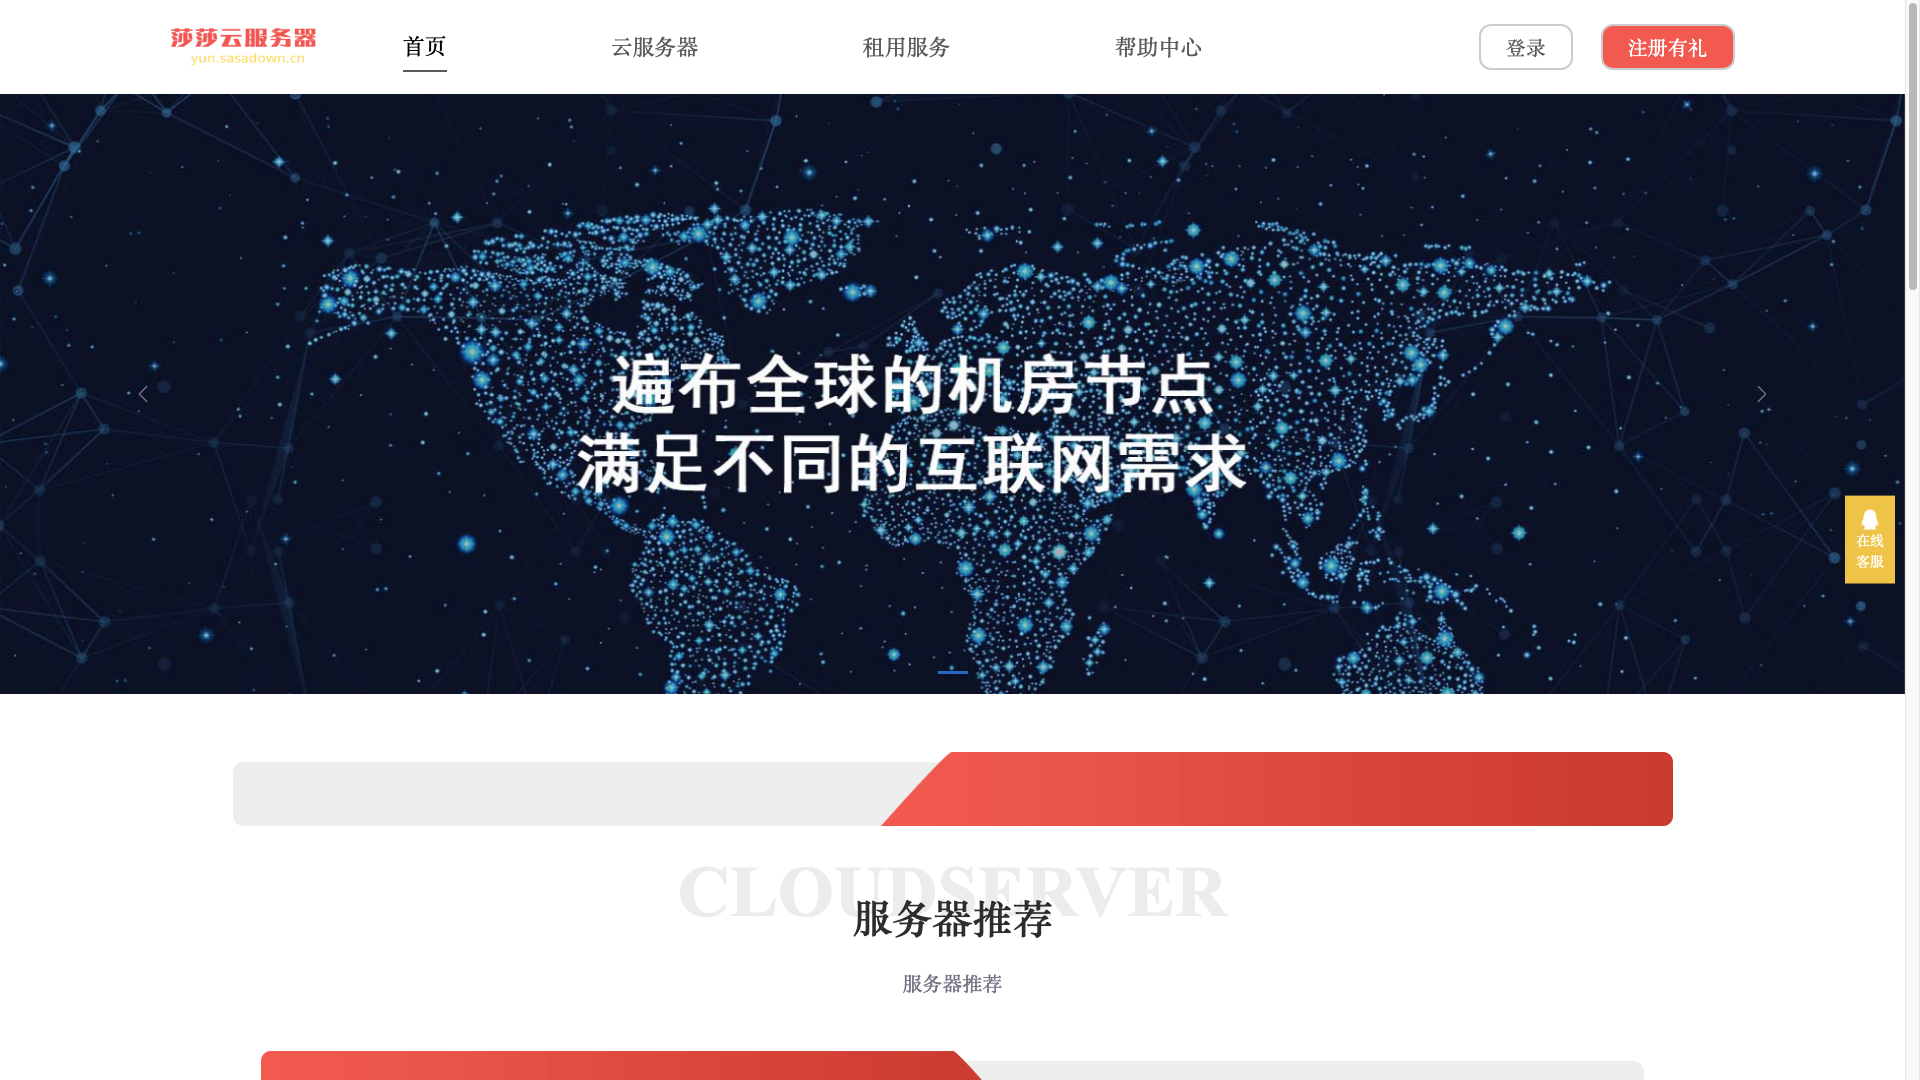 莎莎云服务器
yun.sasadown.cn
首页
云服务器
租用服务
帮助中心
登录
注册有礼
遍布全球的机房节点
满足不同的互联网需求
在线
客服
CLOUDSERVER
服务器推荐
服务器推荐